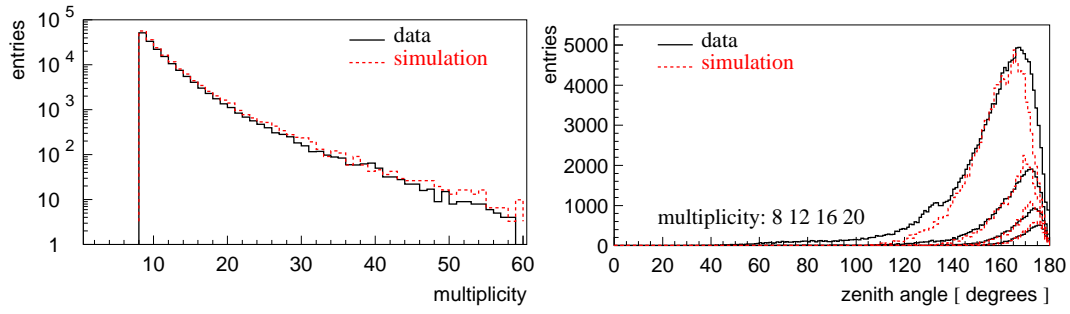 entries
10 5
10 4
10 3
10 2
10
1
data
simulation
10 20 30 40 50 60
multiplicity
entries
5000
4000
3000
2000
1000
0
data
simulation
multiplicity: 8 12 16 20
0 20 40 60 80 100 120 140 160 180
zenith angle [ degrees ]